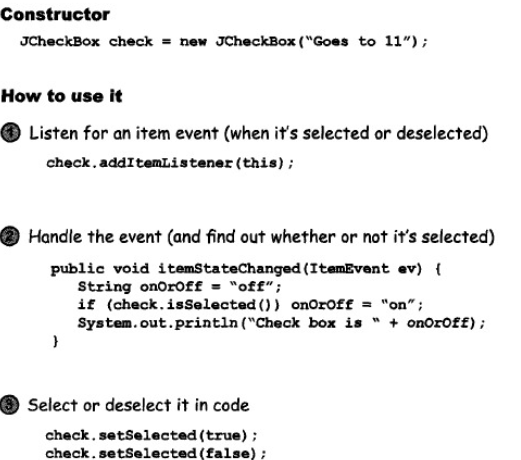 Constructor
JCheckBox check = new JCheckBox("Goes to 11");
How to use it
1 Listen for an item event (when it's selected or deselected)
check.addItemListener(this);
2 Handle the event (and find out whether or not it's selected)
public void itemStateChanged(ItemEvent ev) {
String onOrOff = "off";
if (check.isSelected()) onOrOff = "on";
System.out.println("Check box is " + onOrOff);
}
3 Select or deselect it in code
check.setSelected(true);
check.setSelected(false);